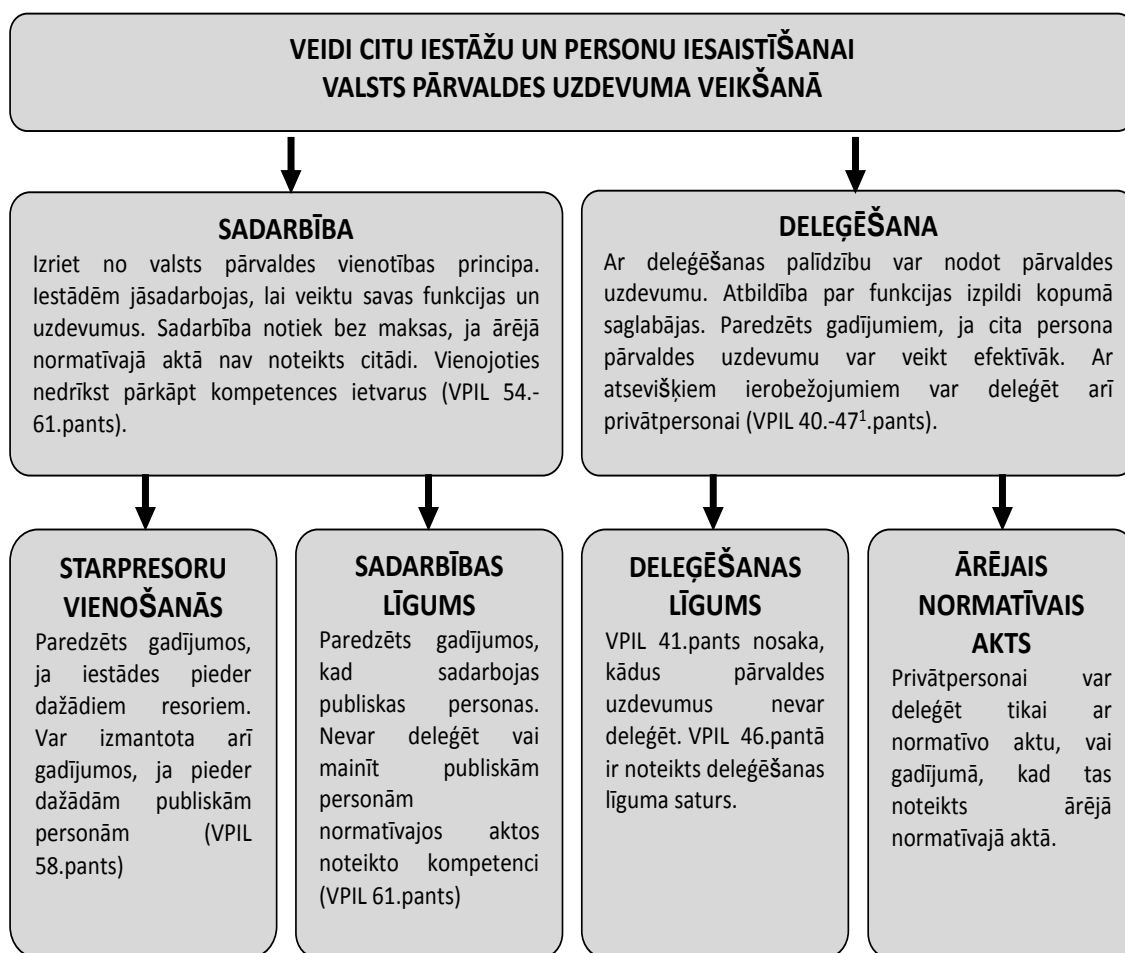 VEIDI CITU IESTĀŽU UN PERSONU IESAISTĪŠANAI
VALSTS PĀRVALDES UZDEVUMA VEIKŠANĀ
SADARBĪBA
Izriet no valsts pārvaldes vienotības principa.
Iestādēm jāsadarbojas, lai veiktu savas funkcijas un
uzdevumus. Sadarbība notiek bez maksas, ja ārējā
normatīvajā aktā nav noteikts citādi. Vienojoties
nedrīkst pārkāpt kompetences ietvarus (VPIL 54.-
61.pants).
DELEĢĒŠANA
Ar deleģēšanas palīdzību var nodot pārvaldes
uzdevumu. Atbildība par funkcijas izpildi kopumā
saglabājas. Paredzēts gadījumiem, ja cita persona
pārvaldes uzdevumu var veikt efektīvāk. Ar
atsevišķiem ierobežojumiem var deleģēt arī
privātpersonai (VPIL 40.-47¹.pants).
STARPRESORU
VIENOŠANĀS
Paredzēts gadījumos,
ja iestādes pieder
dažādiem resoriem.
Var izmantota arī
gadījumos, ja pieder
dažādām publiskām
personām (VPIL
58.pants)
SADARBĪBAS
LĪGUMS
Paredzēts gadījumos,
kad sadarbojas
publiskas personas.
Nevar deleģēt vai
mainīt publiskām
personām
normatīvajos aktos
noteikto kompetenci
(VPIL 61.pants)
DELEĢĒŠANAS
LĪGUMS
VPIL 41.pants nosaka,
kādus pārvaldes
uzdevumus nevar
deleģēt. VPIL 46.pantā
ir noteikts deleģēšanas
līguma saturs.
ĀRĒJAIS
NORMATĪVAIS
AKTS
Privātpersonai var
deleģēt tikai ar
normatīvo aktu, vai
gadījumā, kad tas
noteikts ārējā
normatīvajā aktā.